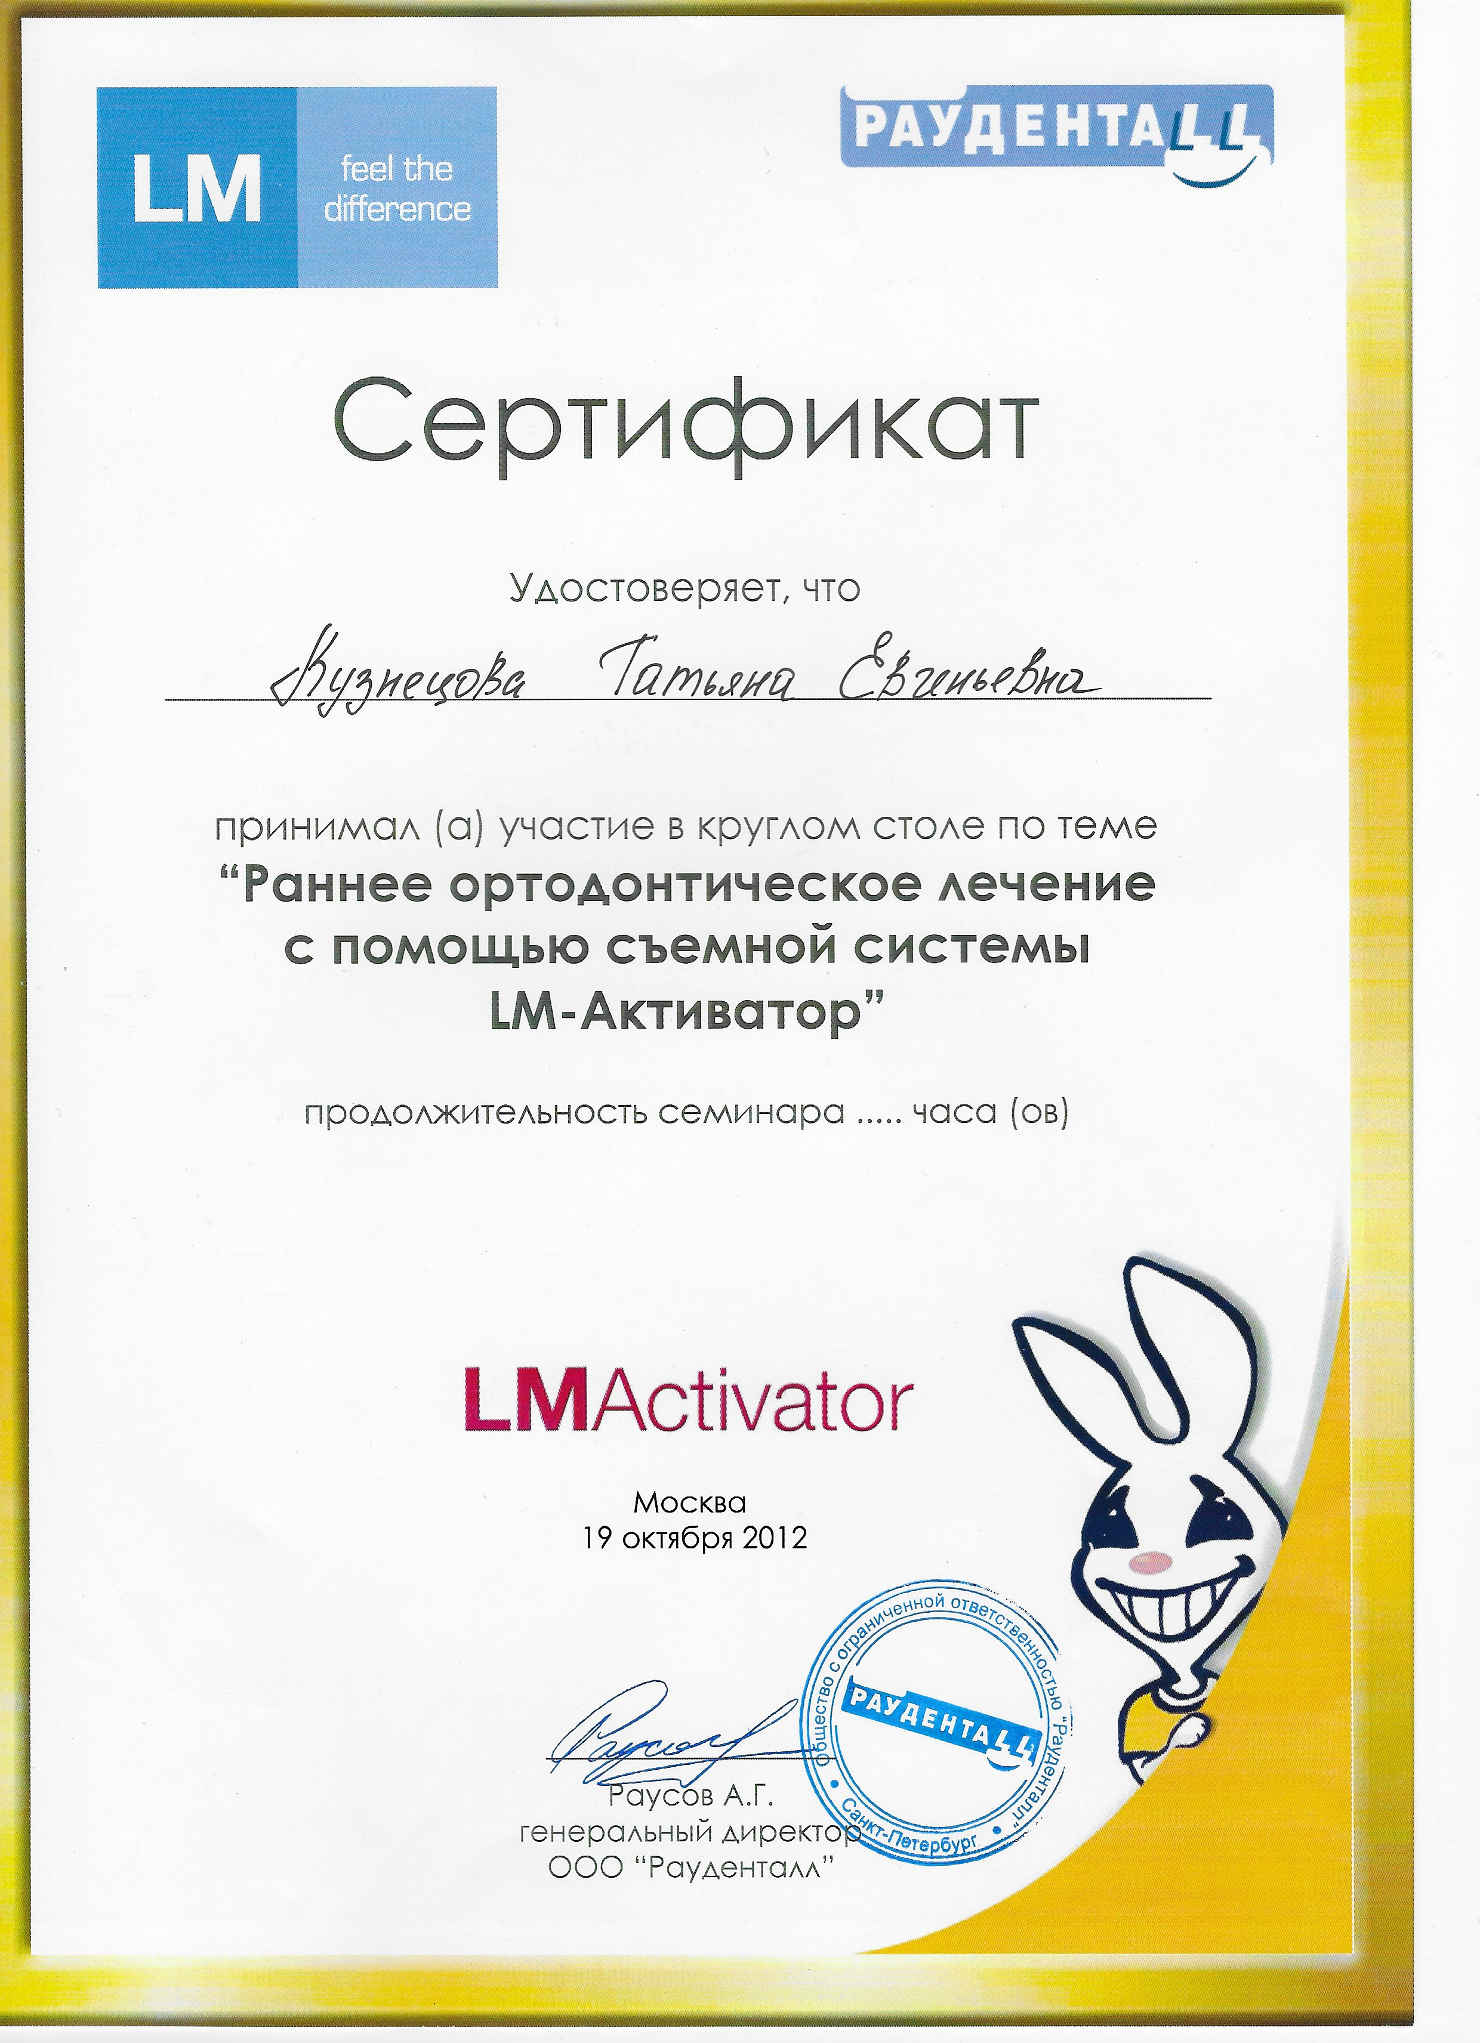 LM
feel the
difference
РАУДЕНТАLL
Сертификат
Удостоверяет, что
Кузнецова Татьяна Евгеньевна
принимал (а) участие в круглом столе по теме
“Раннее ортодонтическое лечение
с помощью съемной системы
LM-Активатор”
продолжительность семинара ..... часа (ов)
LMActivator
Москва
19 октября 2012
Общество с ограниченной ответственностью "Рауденталл"
РАУДЕНТАLL
Санкт-Петербург
Раусов А.Г.
генеральный директор
ООО “Рауденталл”